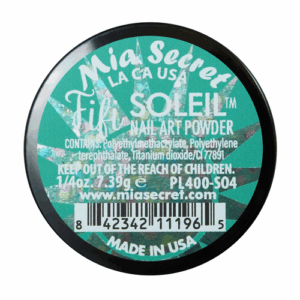 Mia Secret
LA CA USA
Fifi SOLEIL™
NAIL ART POWDER
CONTAINS: Polyethylmethacrylate, Polyethylene
terephthalate, Titanium dioxide/C 77891
KEEP OUT OF THE REACH OF CHILDREN.
1/4oz. 7.39g e PL400-S04
www.miasecret.com
8 42342 11196 5
MADE IN USA